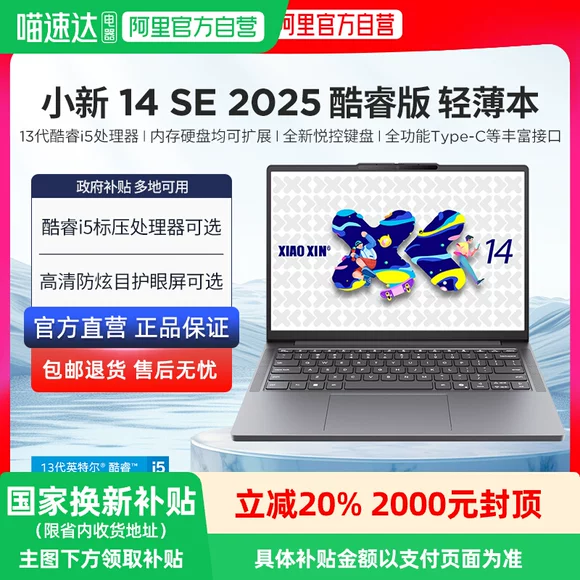 喵速达电器 阿里官方自营 阿里官方自营
小新 14 SE 2025 酷睿版 轻薄本
13代酷睿i5处理器 | 内存硬盘均可扩展 | 全新悦控键盘 | 全功能Type-C等丰富接口
政府补贴 多地可用
酷睿i5标压处理器可选
高清防炫目护眼屏可选
XIAO XIN® 14
官方直营 正品保证
包邮退货 售后无忧
13代英特尔® 酷睿™ i5
国家换新补贴
(限省内收货地址)
主图下方领取补贴
立减20% 2000元封顶
具体补贴金额以支付页面为准